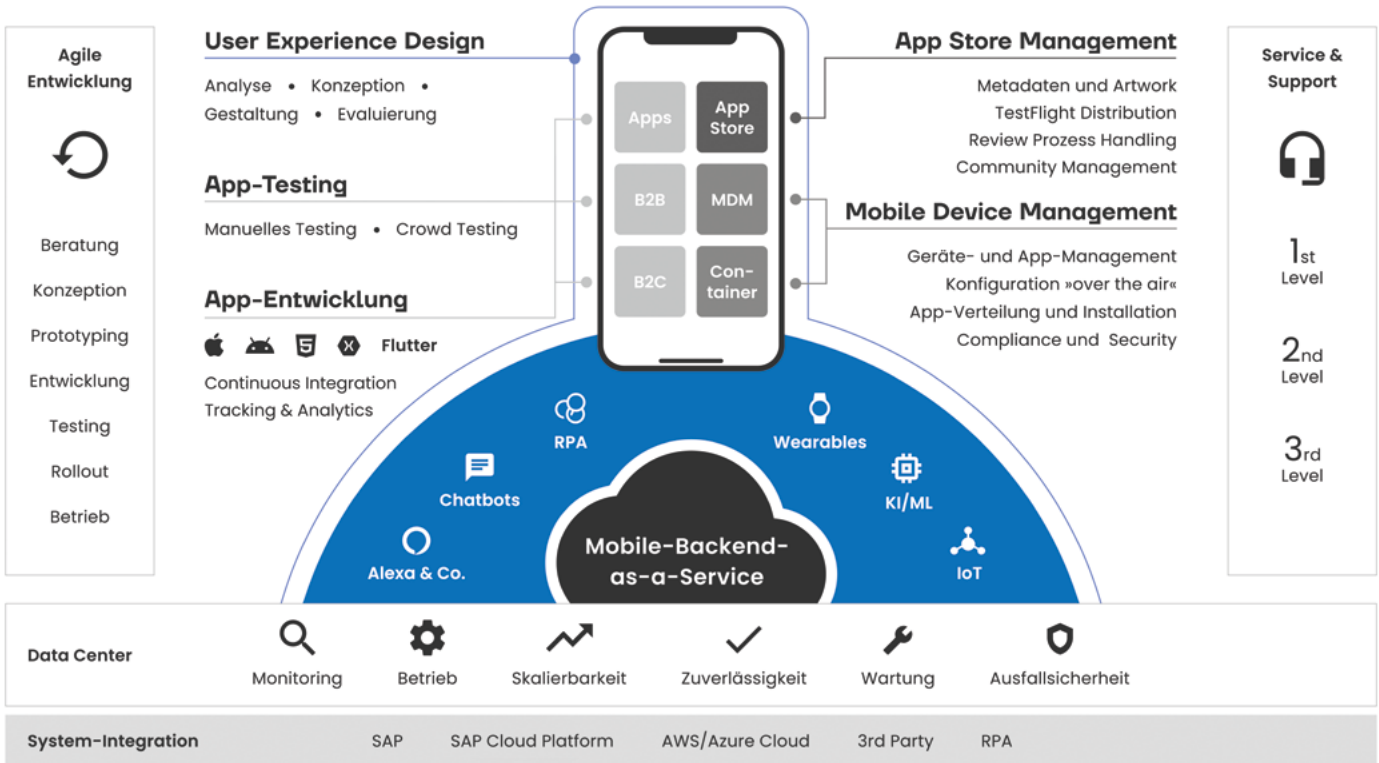 Agile
Entwicklung
Beratung
Konzeption
Prototyping
Entwicklung
Testing
Rollout
Betrieb
User Experience Design
Analyse • Konzeption •
Gestaltung • Evaluierung
App-Testing
Manuelles Testing • Crowd Testing
App-Entwicklung
Flutter
Continuous Integration
Tracking & Analytics
Apps
App
Store
B2B
MDM
B2C
Con-
tainer
App Store Management
Metadaten und Artwork
TestFlight Distribution
Review Prozess Handling
Community Management
Mobile Device Management
Geräte- und App-Management
Konfiguration »over the air«
App-Verteilung und Installation
Compliance und Security
Service &
Support
1st
Level
2nd
Level
3rd
Level
RPA
Wearables
Chatbots
KI/ML
Alexa & Co.
IoT
Mobile-Backend-
as-a-Service
Data Center
Monitoring
Betrieb
Skalierbarkeit
Zuverlässigkeit
Wartung
Ausfallsicherheit
System-Integration
SAP
SAP Cloud Platform
AWS/Azure Cloud
3rd Party
RPA